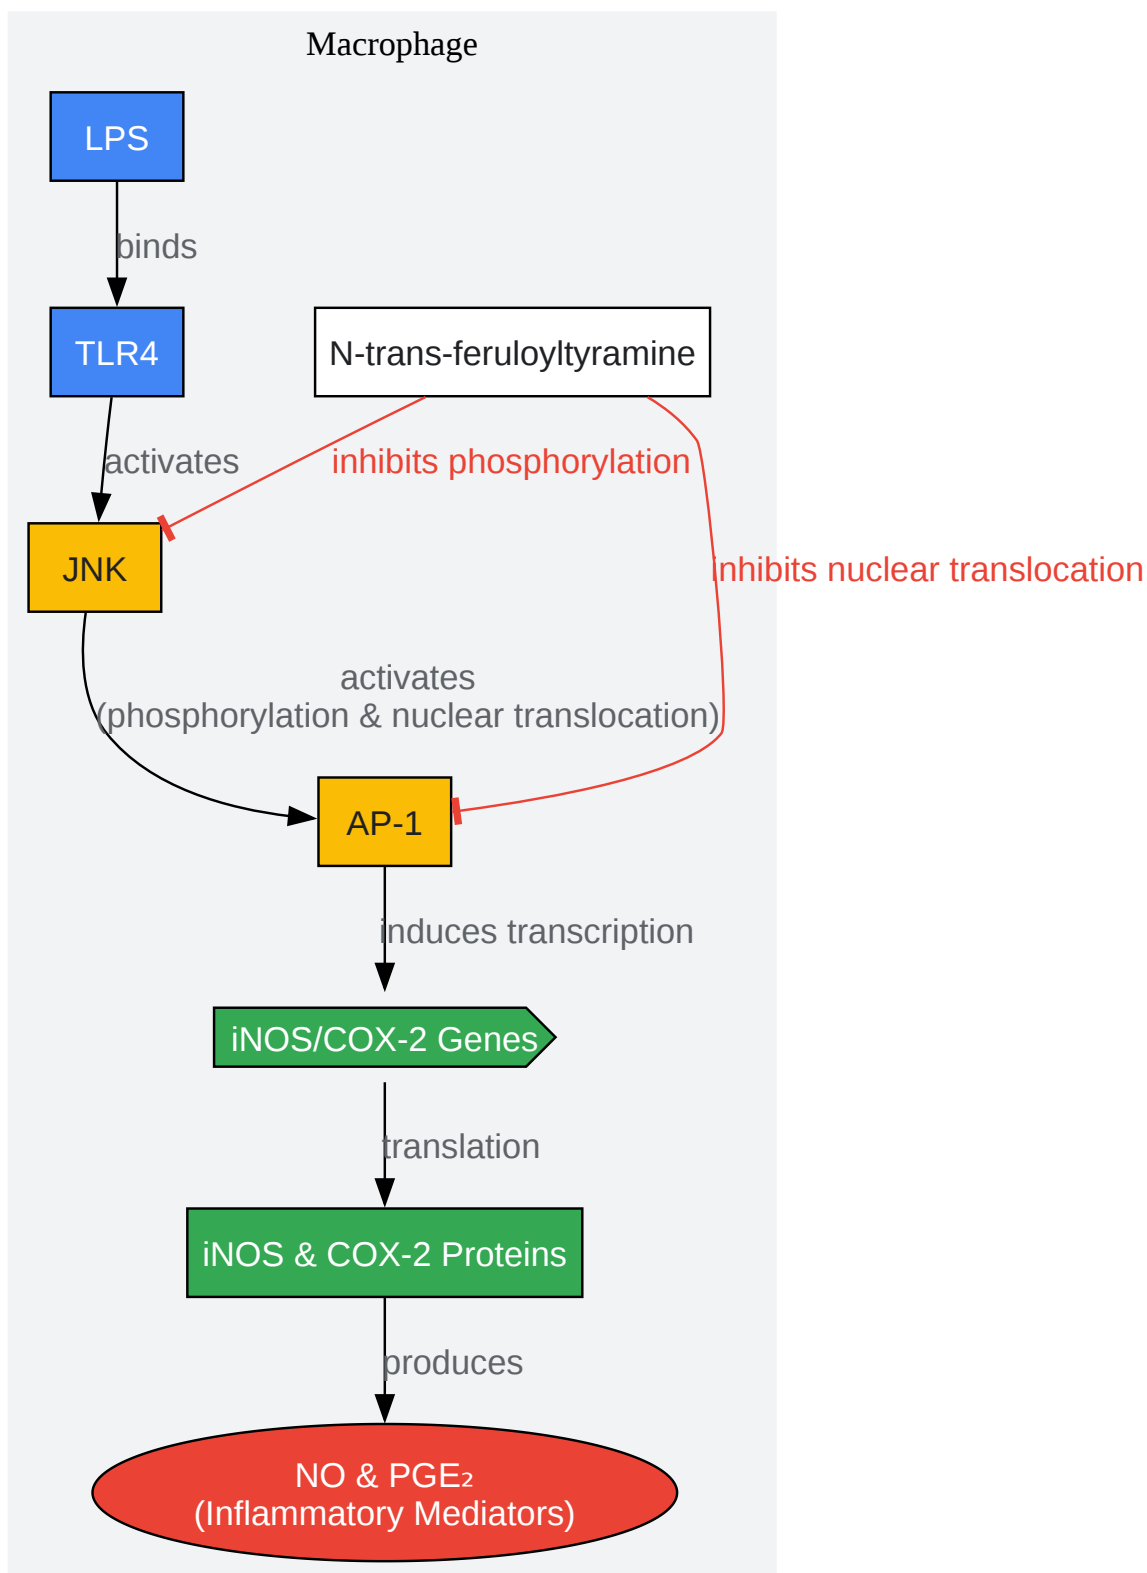 Macrophage
LPS
binds
TLR4
N-trans-feruloyltyramine
activates
inhibits phosphorylation
JNK
inhibits nuclear translocation
activates
(phosphorylation & nuclear translocation)
AP-1
induces transcription
iNOS/COX-2 Genes
translation
iNOS & COX-2 Proteins
produces
NO & PGE₂
(Inflammatory Mediators)